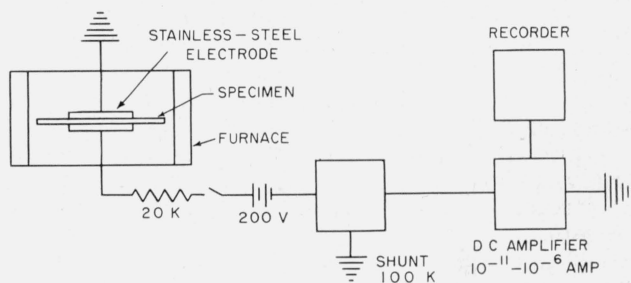 STAINLESS-STEEL
ELECTRODE
SPECIMEN
FURNACE
RECORDER
20 K
200 V
SHUNT
100 K
D C AMPLIFIER
10⁻¹¹–10⁻⁶ AMP